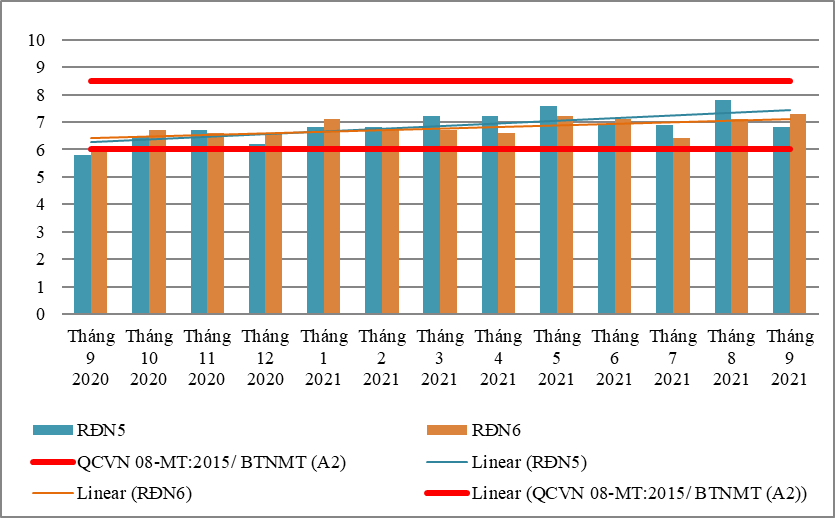 10
9
8
7
6
5
4
3
2
1
0
Tháng 9 2020
Tháng 10 2020
Tháng 11 2020
Tháng 12 2020
Tháng 1 2021
Tháng 2 2021
Tháng 3 2021
Tháng 4 2021
Tháng 5 2021
Tháng 6 2021
Tháng 7 2021
Tháng 8 2021
Tháng 9 2021
RĐN5
RĐN6
QCVN 08-MT:2015/ BTNMT (A2)
Linear (RĐN5)
Linear (RĐN6)
Linear (QCVN 08-MT:2015/ BTNMT (A2))